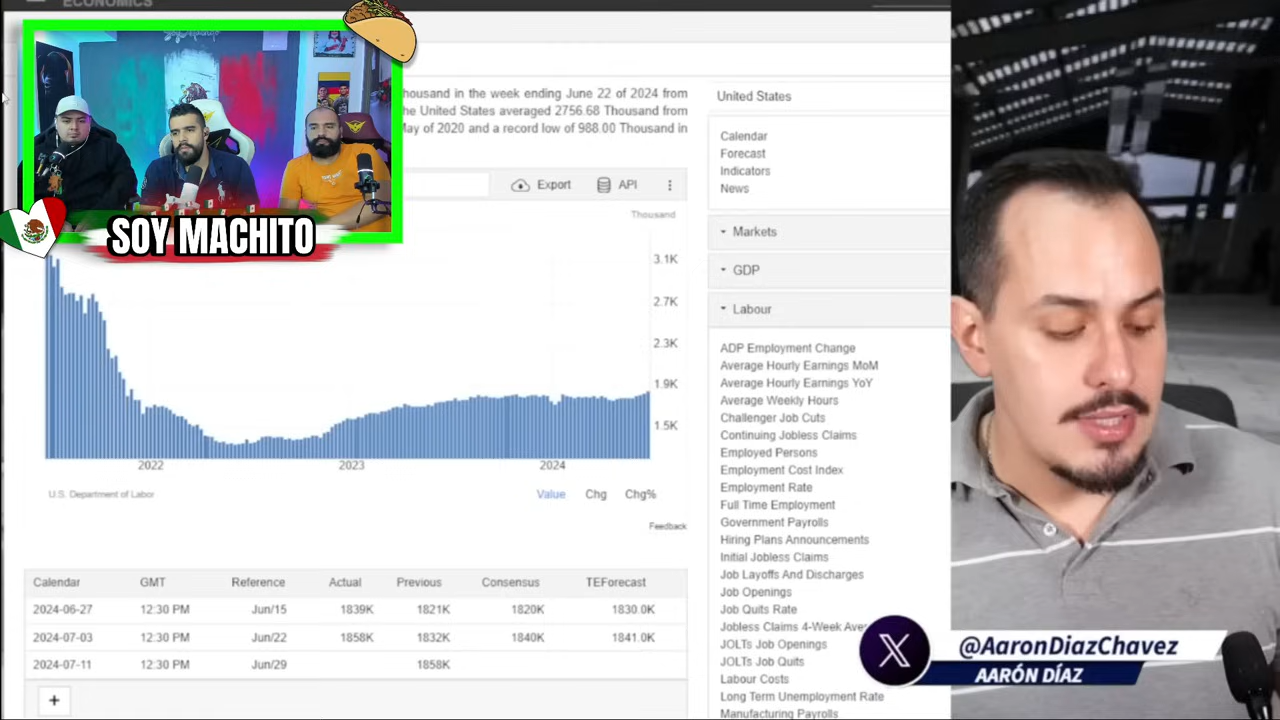 ECONOMICS
housand in the week ending June 22 of 2024 from
he United States averaged 2756.68 Thousand from
May of 2020 and a record low of 988.00 Thousand in
SOY MACHITO
Export
API
Thousand
3.1K
2.7K
2.3K
1.9K
1.5K
2022
2023
2024
U.S. Department of Labor
Value
Chg
Chg%
Feedback
Calendar GMT Reference Actual Previous Consensus TEForecast
2024-06-27 12:30 PM Jun/15 1839K 1821K 1820K 1830.0K
2024-07-03 12:30 PM Jun/22 1858K 1832K 1840K 1841.0K
2024-07-11 12:30 PM Jun/29 1858K
+
United States
Calendar
Forecast
Indicators
News
Markets
GDP
Labour
ADP Employment Change
Average Hourly Earnings MoM
Average Hourly Earnings YoY
Average Weekly Hours
Challenger Job Cuts
Continuing Jobless Claims
Employed Persons
Employment Cost Index
Employment Rate
Full Time Employment
Government Payrolls
Hiring Plans Announcements
Initial Jobless Claims
Job Layoffs And Discharges
Job Openings
Job Quits Rate
Jobless Claims 4-Week Ave
JOLTs Job Openings
JOLTs Job Quits
Labour Costs
Long Term Unemployment Rate
Manufacturing Payrolls
X
@AaronDiazChavez
AARÓN DÍAZ